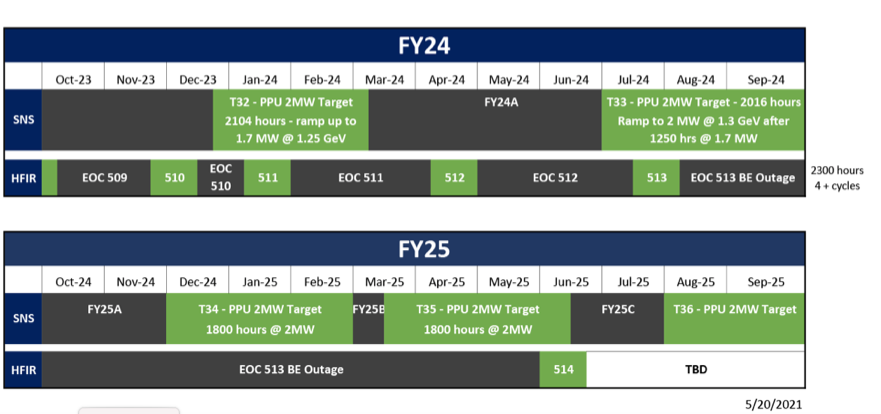 FY24
Oct-23 Nov-23 Dec-23 Jan-24 Feb-24 Mar-24 Apr-24 May-24 Jun-24 Jul-24 Aug-24 Sep-24
SNS
T32 - PPU 2MW Target
2104 hours - ramp up to
1.7 MW @ 1.25 GeV
FY24A
T33 - PPU 2MW Target - 2016 hours
Ramp to 2 MW @ 1.3 GeV after
1250 hrs @ 1.7 MW
HFIR
EOC 509
510
EOC
510
511
EOC 511
512
EOC 512
513
EOC 513 BE Outage
2300 hours
4 + cycles
FY25
Oct-24 Nov-24 Dec-24 Jan-25 Feb-25 Mar-25 Apr-25 May-25 Jun-25 Jul-25 Aug-25 Sep-25
SNS
FY25A
T34 - PPU 2MW Target
1800 hours @ 2MW
FY25B
T35 - PPU 2MW Target
1800 hours @ 2MW
FY25C
T36 - PPU 2MW Target
HFIR
EOC 513 BE Outage
514
TBD
5/20/2021